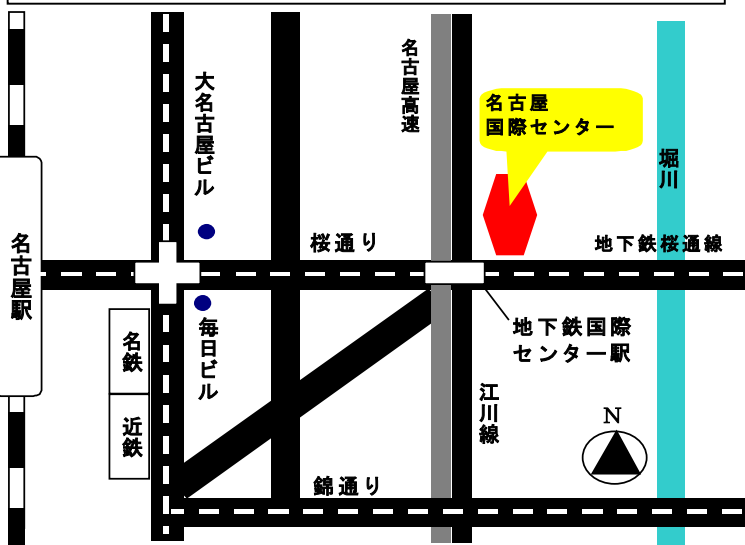 名古屋高速
大名古屋ビル
名古屋
国際センター
堀川
名古屋駅
桜通り
地下鉄桜通線
毎日ビル
名鉄
近鉄
地下鉄国際
センター駅
江川線
N
錦通り